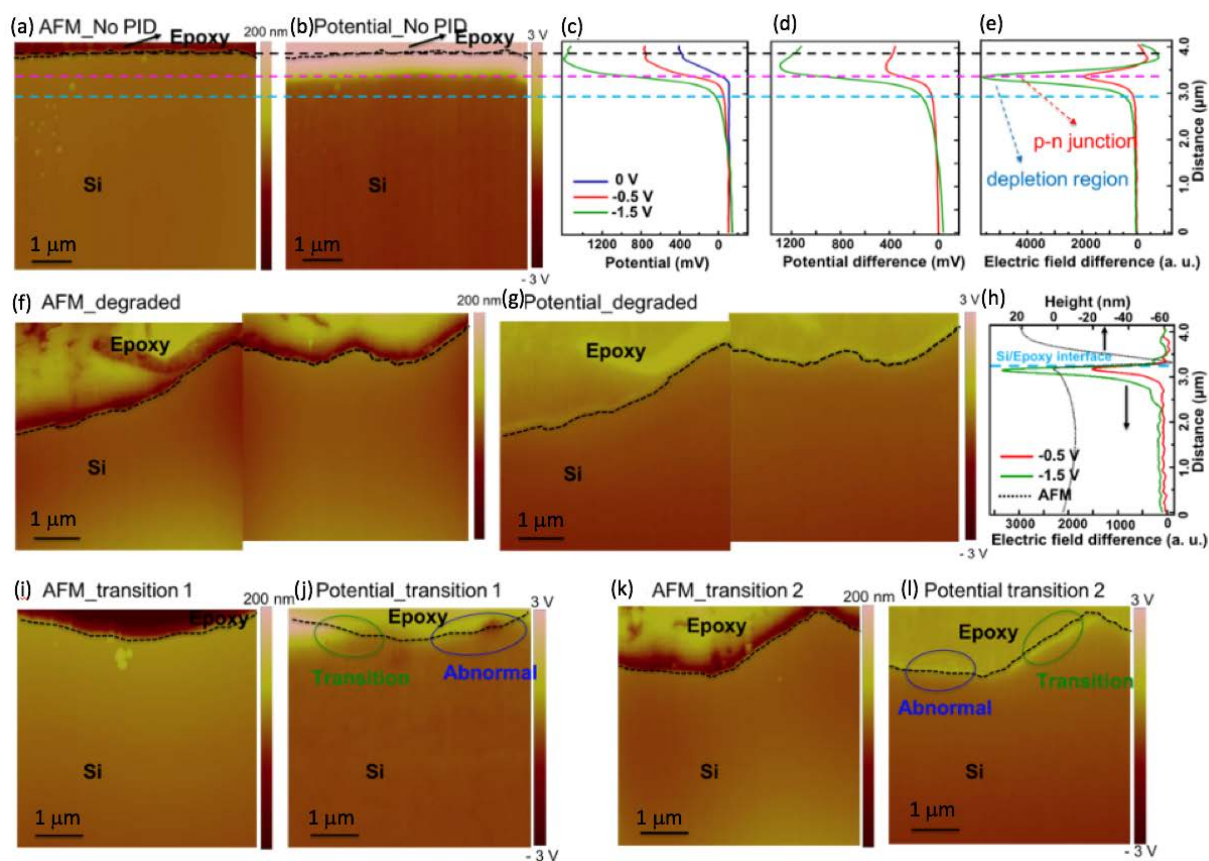 (a) AFM_No PID
200 nm
Epoxy
Si
1 μm
(b) Potential_No PID
3 V
Epoxy
Si
1 μm
- 3 V
(c)
0 V
-0.5 V
-1.5 V
1200 800 400 0
Potential (mV)
(d)
1200 800 400 0
Potential difference (mV)
(e)
p-n junction
depletion region
4.0
3.0
2.0
1.0
0
Distance (μm)
4000 2000 0
Electric field difference (a. u.)
(f) AFM_degraded
200 nm
Epoxy
Si
1 μm
(g) Potential_degraded
3 V
Epoxy
Si
1 μm
- 3 V
(h)
Height (nm)
20 0 -20 -40 -60
Si/Epoxy interface
-0.5 V
-1.5 V
AFM
4.0
3.0
2.0
1.0
0
Distance (μm)
3000 2000 1000 0
Electric field difference (a. u.)
(i) AFM_transition 1
200 nm
Epoxy
Si
1 μm
(j) Potential_transition 1
3 V
Epoxy
Transition
Abnormal
Si
1 μm
- 3 V
(k) AFM_transition 2
200 nm
Epoxy
Si
1 μm
(l) Potential transition 2
3 V
Epoxy
Transition
Abnormal
Si
1 μm
- 3 V